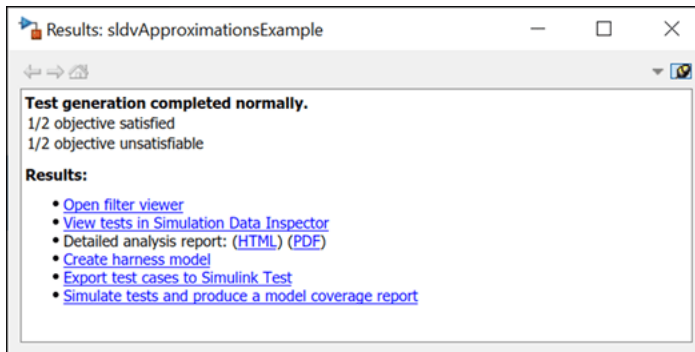 Results: sldvApproximationsExample
Test generation completed normally.
1/2 objective satisfied
1/2 objective unsatisfiable
Results:
• Open filter viewer
• View tests in Simulation Data Inspector
• Detailed analysis report: (HTML) (PDF)
• Create harness model
• Export test cases to Simulink Test
• Simulate tests and produce a model coverage report